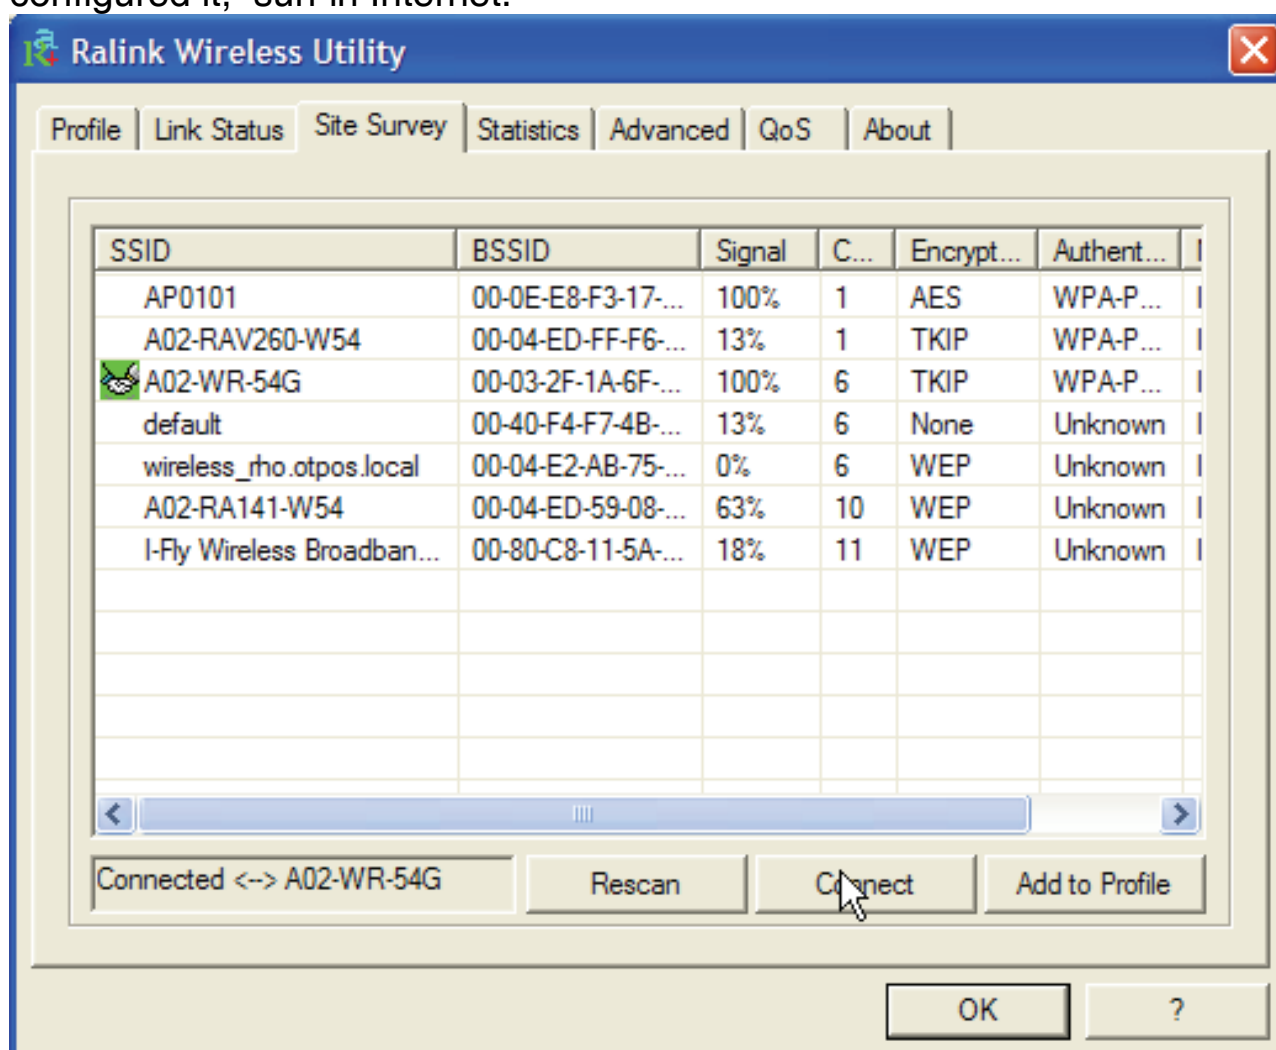 configured it, surf in Internet.
Ralink Wireless Utility
Profile Link Status Site Survey Statistics Advanced QoS About
SSID BSSID Signal C... Encrypt... Authent...
AP0101 00-0E-E8-F3-17-... 100% 1 AES WPA-P...
A02-RAV260-W54 00-04-ED-FF-F6-... 13% 1 TKIP WPA-P...
A02-WR-54G 00-03-2F-1A-6F-... 100% 6 TKIP WPA-P...
default 00-40-F4-F7-4B-... 13% 6 None Unknown
wireless_rho.otpos.local 00-04-E2-AB-75-... 0% 6 WEP Unknown
A02-RA141-W54 00-04-ED-59-08-... 63% 10 WEP Unknown
I-Fly Wireless Broadban... 00-80-C8-11-5A-... 18% 11 WEP Unknown
Connected <--> A02-WR-54G Rescan Connect Add to Profile
OK ?